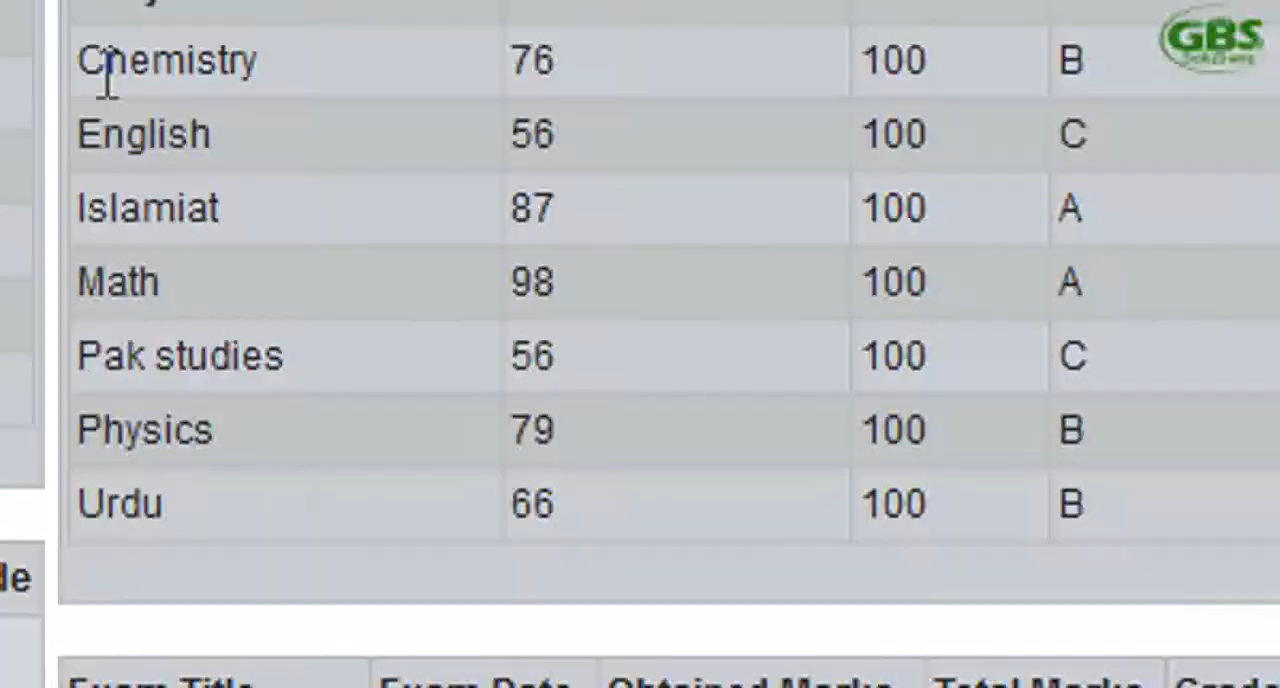 GBS
Chemistry 76 100 B
English 56 100 C
Islamiat 87 100 A
Math 98 100 A
Pak studies 56 100 C
Physics 79 100 B
Urdu 66 100 B
Exam Title Exam Date Obtained Marks Total Marks Grade